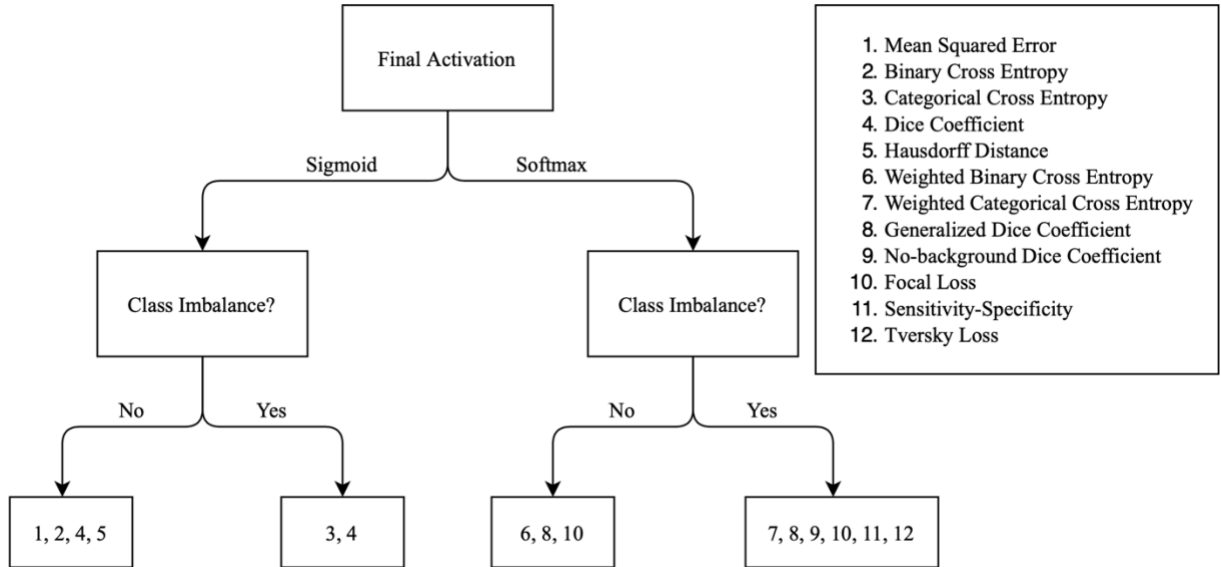 Final Activation
Sigmoid
Softmax
Class Imbalance?
Class Imbalance?
No
Yes
No
Yes
1, 2, 4, 5
3, 4
6, 8, 10
7, 8, 9, 10, 11, 12
1. Mean Squared Error
2. Binary Cross Entropy
3. Categorical Cross Entropy
4. Dice Coefficient
5. Hausdorff Distance
6. Weighted Binary Cross Entropy
7. Weighted Categorical Cross Entropy
8. Generalized Dice Coefficient
9. No-background Dice Coefficient
10. Focal Loss
11. Sensitivity-Specificity
12. Tversky Loss